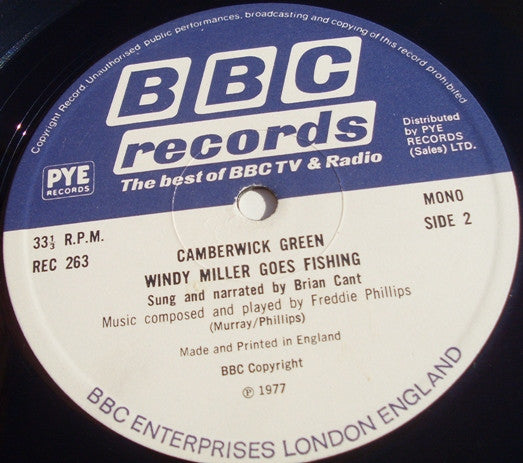 Copyright Record. Unauthorised public performances, broadcasting and copying of this record prohibited
BBC
records
The best of BBC TV & Radio
PYE
RECORDS
Distributed
by PYE
RECORDS
(Sales) LTD.
33⅓ R.P.M.
REC 263
MONO
SIDE 2
CAMBERWICK GREEN
WINDY MILLER GOES FISHING
Sung and narrated by Brian Cant
Music composed and played by Freddie Phillips
(Murray/Phillips)
Made and Printed in England
BBC Copyright
℗ 1977
BBC ENTERPRISES LONDON ENGLAND